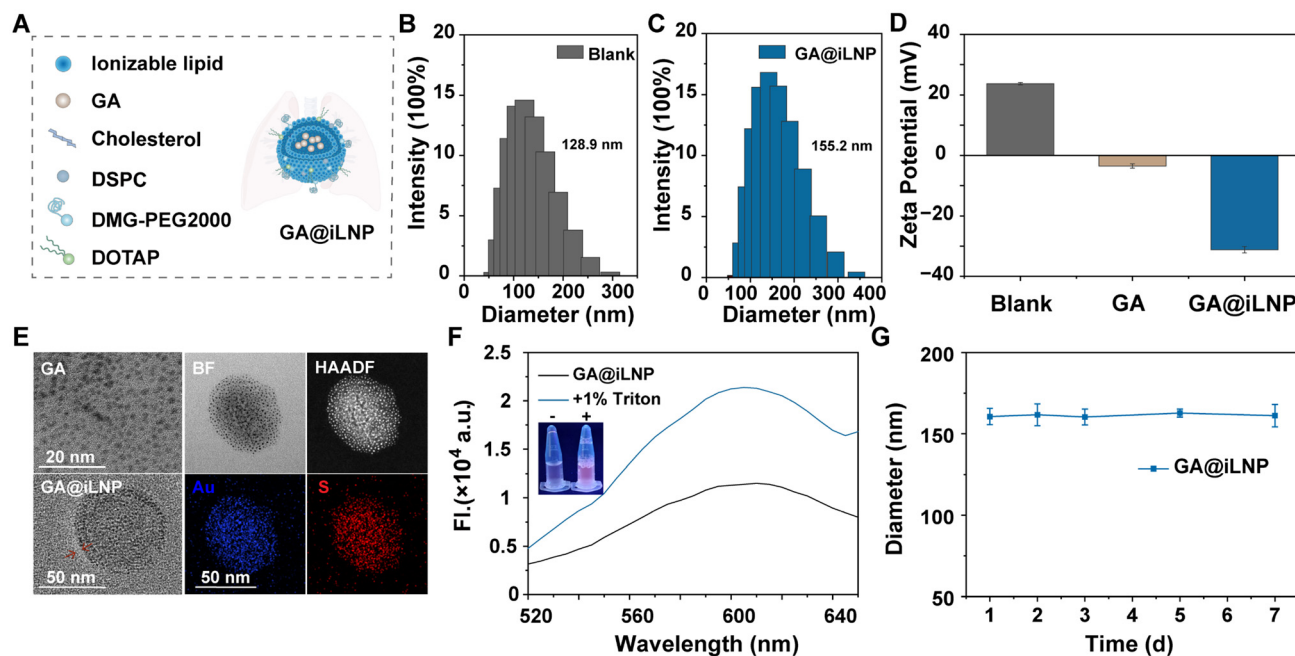 A
Ionizable lipid
GA
Cholesterol
DSPC
DMG-PEG2000
DOTAP
GA@iLNP
B
Intensity (100%)
20
15
10
5
0
Blank
128.9 nm
0 100 200 300
Diameter (nm)
C
Intensity (100%)
20
15
10
5
0
GA@iLNP
155.2 nm
0 100 200 300 400
Diameter (nm)
D
Zeta Potential (mV)
40
20
0
−20
−40
Blank GA GA@iLNP
E
GA
20 nm
BF
HAADF
GA@iLNP
50 nm
Au
50 nm
S
F
Fl.(×10⁴ a.u.)
2.5
2
1.5
1
0.5
0
GA@iLNP
+1% Triton
- +
520 560 600 640
Wavelength (nm)
G
Diameter (nm)
200
150
100
50
GA@iLNP
1 2 3 4 5 6 7
Time (d)